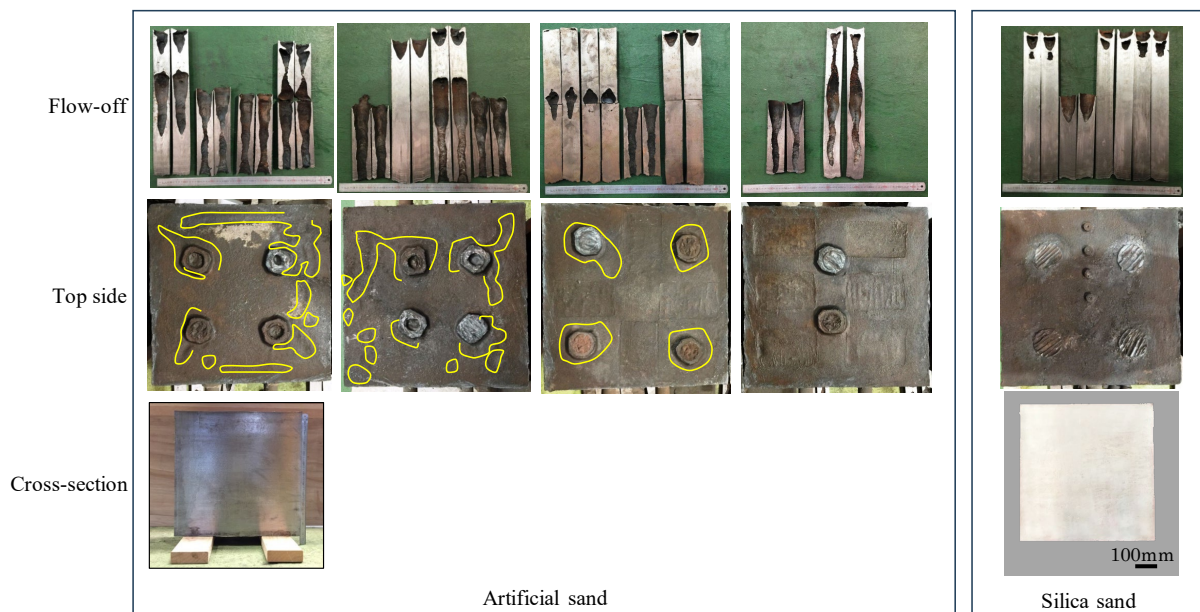 Flow-off
Top side
Cross-section
100mm
Artificial sand
Silica sand